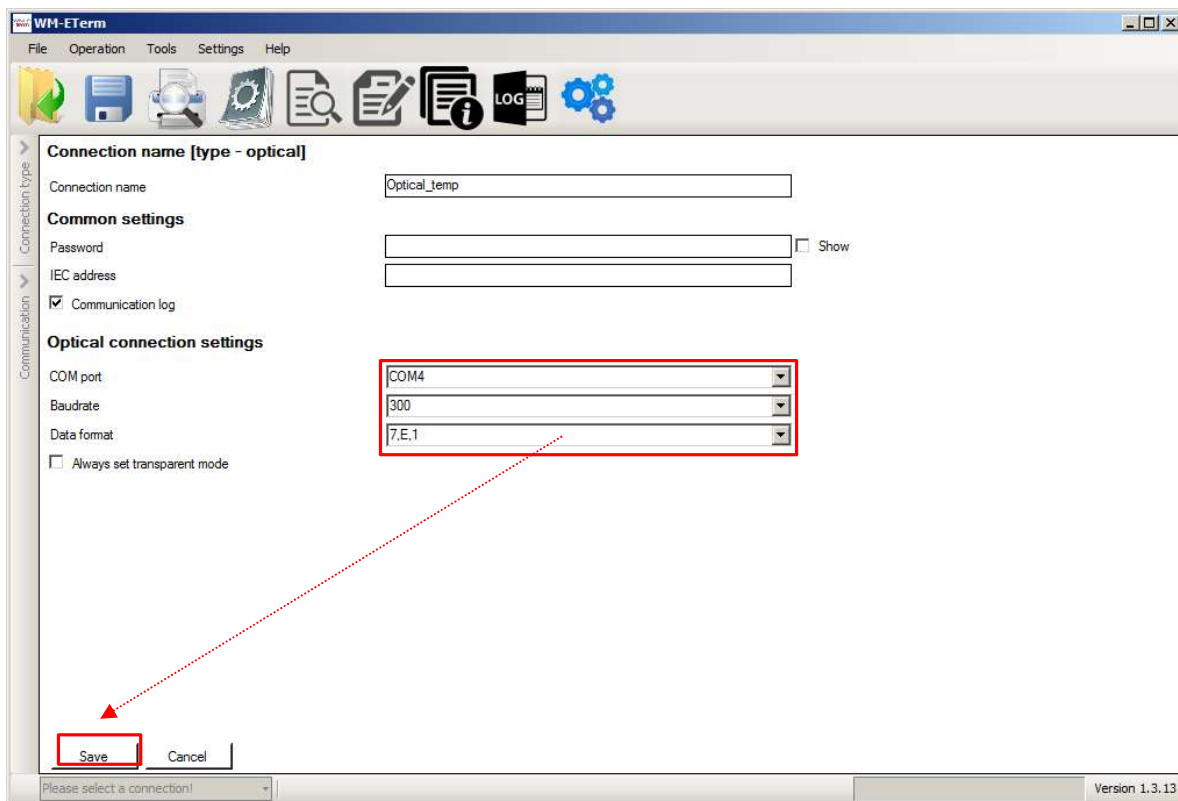 WM-ETerm
File Operation Tools Settings Help
LOG
Connection type
Communication
Connection name [type - optical]
Connection name Optical_temp
Common settings
Password Show
IEC address
Communication log
Optical connection settings
COM port COM4
Baudrate 300
Data format 7,E,1
Always set transparent mode
Save Cancel
Please select a connection! Version 1.3.13